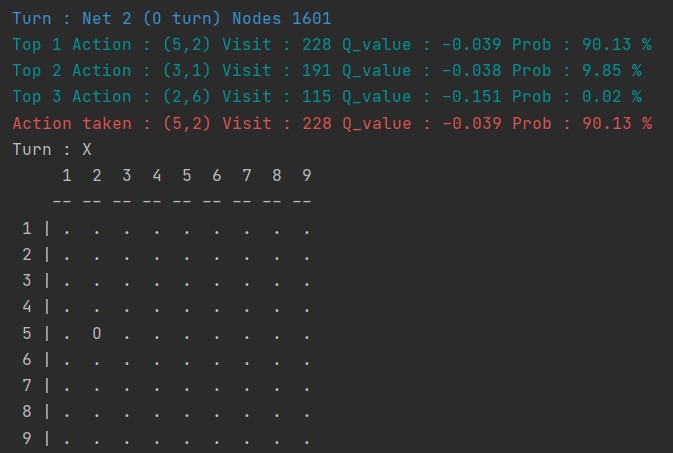 Turn : Net 2 (O turn) Nodes 1601
Top 1 Action : (5,2) Visit : 228 Q_value : -0.039 Prob : 90.13 %
Top 2 Action : (3,1) Visit : 191 Q_value : -0.038 Prob : 9.85 %
Top 3 Action : (2,6) Visit : 115 Q_value : -0.151 Prob : 0.02 %
Action taken : (5,2) Visit : 228 Q_value : -0.039 Prob : 90.13 %
Turn : X
1 2 3 4 5 6 7 8 9
-- -- -- -- -- -- -- -- --
1 | . . . . . . . . .
2 | . . . . . . . . .
3 | . . . . . . . . .
4 | . . . . . . . . .
5 | . O . . . . . . .
6 | . . . . . . . . .
7 | . . . . . . . . .
8 | . . . . . . . . .
9 | . . . . . . . . .